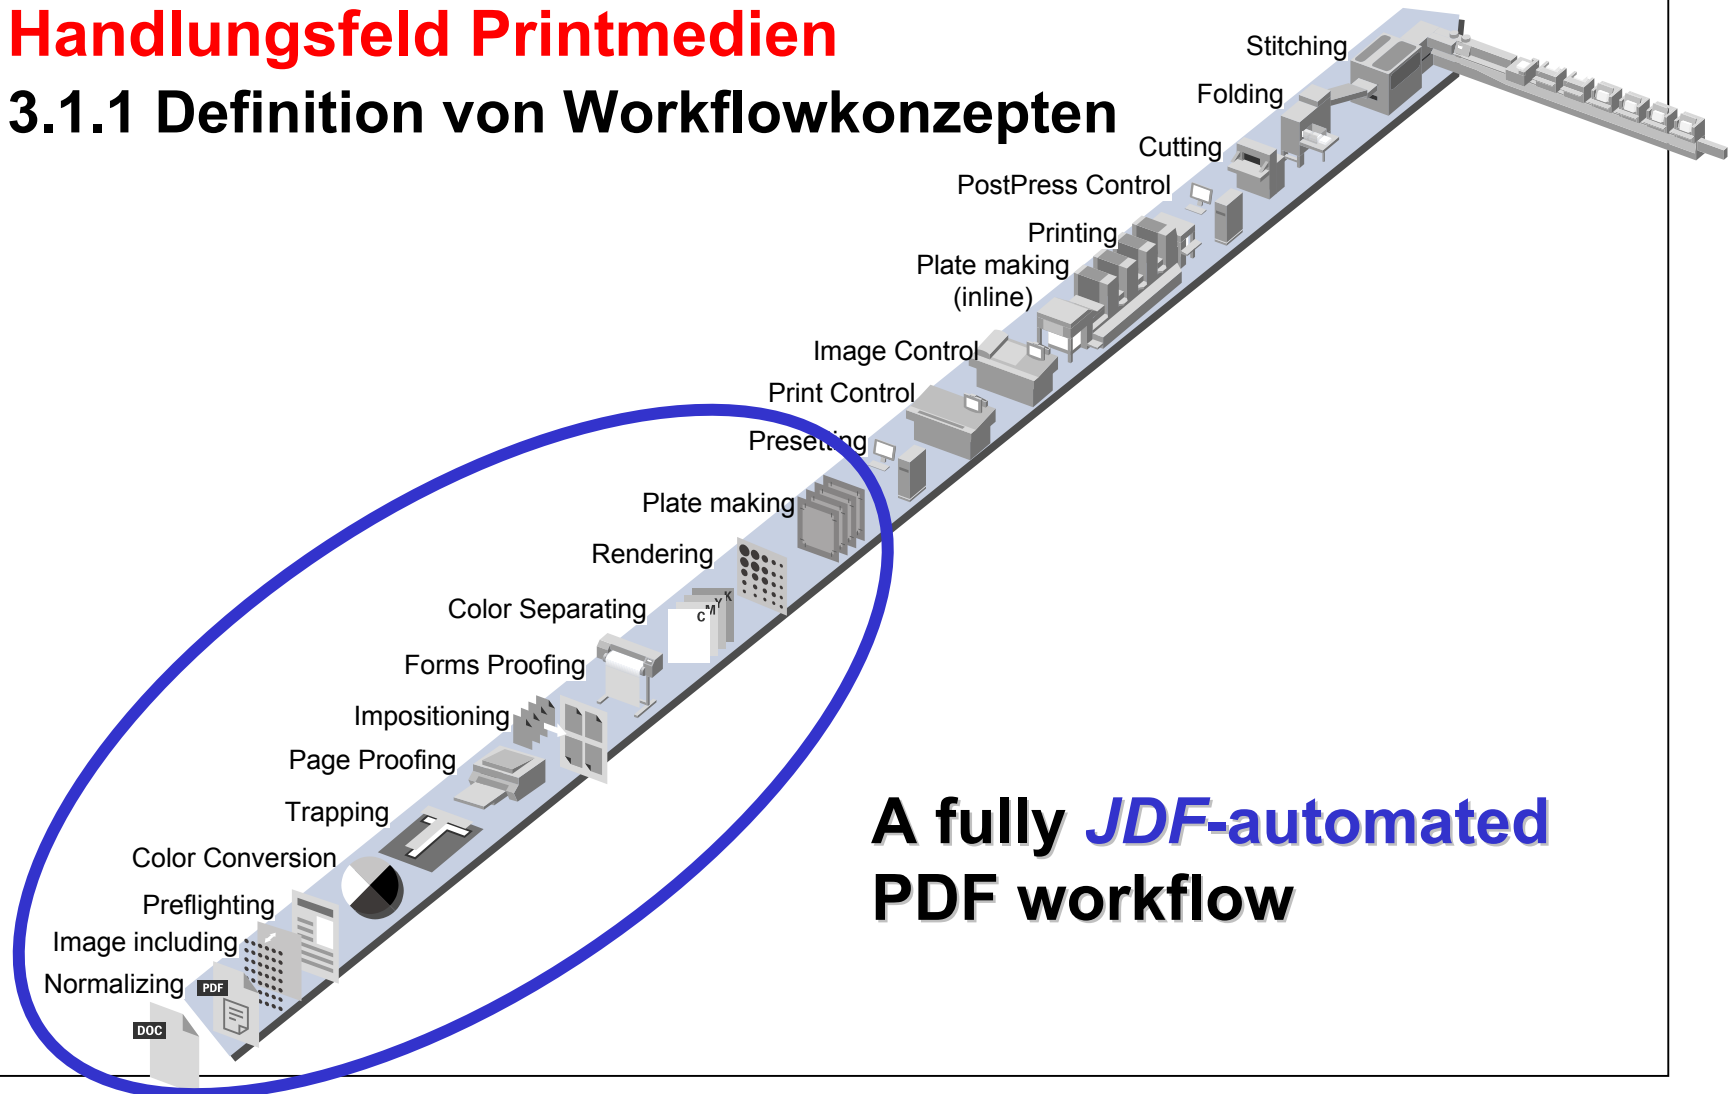 Handlungsfeld Printmedien
3.1.1 Definition von Workflowkonzepten
Stitching
Folding
Cutting
PostPress Control
Printing
Plate making
(inline)
Image Control
Print Control
Presetting
Plate making
Rendering
Color Separating
C M Y K
Forms Proofing
Impositioning
Page Proofing
Trapping
T
Color Conversion
Preflighting
Image including
Normalizing
PDF
DOC
A fully JDF-automated
PDF workflow